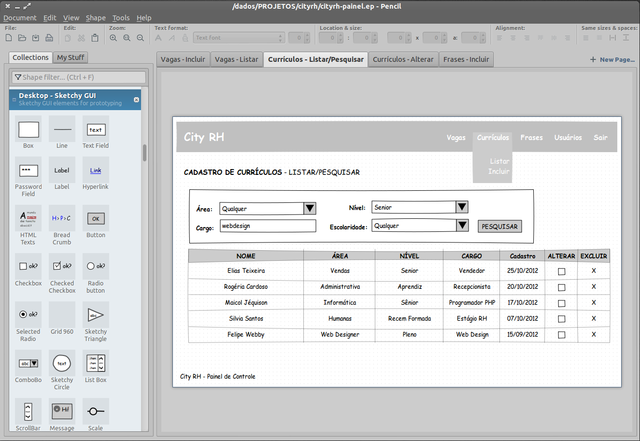 /dados/PROJETOS/cityrh/cityrh-painel.ep - Pencil
Document Edit View Shape Tools Help
File: Edit: Zoom: Text format: Location & size: Alignment: Same sizes & spaces:
Text font
Collections My Stuff
Vagas - Incluir Vagas - Listar Currículos - Listar/Pesquisar Currículos - Alterar Frases - Incluir New Page...
Shape filter... (Ctrl + F)
Desktop - Sketchy GUI
Sketchy GUI elements for prototyping
text
Box Line Text Field
Label Link
Password Field
Label
Hyperlink
H>P>C OK
HTML Texts
Bread Crumb
Button
ok? ok? ok?
Checkbox
Checked Checkbox
Radio button
ok? abc
Selected Radio
Grid 960
Sketchy Triangle
abc text
ComboBo
Sketchy Circle
List Box
Hi!
ScrollBar Message Scale
City RH
Vagas Currículos Frases Usuários Sair
Listar
Incluir
CADASTRO DE CURRÍCULOS - LISTAR/PESQUISAR
Área: Qualquer Nível: Senior
Cargo: webdesign Escolaridade: Qualquer PESQUISAR
NOME ÁREA NÍVEL CARGO Cadastro ALTERAR EXCLUIR
Elias Teixeira Vendas Senior Vendedor 25/10/2012 X
Rogéria Cardoso Administrativa Aprendiz Recepcionista 20/10/2012 X
Maicol Jéquison Informática Sênior Programador PHP 17/10/2012 X
Silvia Santos Humanas Recem Formada Estágio RH 07/10/2012 X
Felipe Webby Web Designer Pleno Web Design 15/09/2012 X
City RH - Painel de Controle